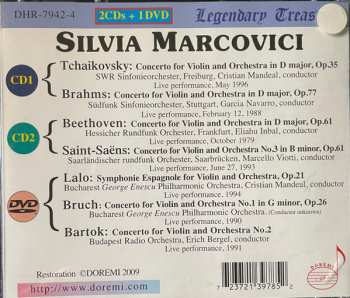 DHR-7942-4
2CDs + 1DVD
Legendary Treas
SILVIA MARCOVICI
CD1
Tchaikovsky: Concerto for Violin and Orchestra in D major, Op.35
SWR Sinfonieorchester, Freiburg, Cristian Mandeal, conductor
Live performance, May 1996
Brahms: Concerto for Violin and Orchestra in D major, Op.77
Südfunk Sinfonieorchester, Stuttgart, Garcia Navarro, conductor
Live performance, February 12, 1988
CD2
Beethoven: Concerto for Violin and Orchestra in D major, Op.61
Hessicher Rundfunk Orchester, Frankfurt, Eliahu Inbal, conductor
Live performance, October 1979
Saint-Saëns: Concerto for Violin and Orchestra No.3 in B minor, Op.61
Saarländischer rundfunk Orchester, Saarbrücken, Marcello Viotti, conductor
Live performance, June 27, 1993
DVD
Lalo: Symphonie Espagnole for Violin and Orchestra, Op.21
Bucharest George Enescu Philharmonic Orchestra, Cristian Mandeal, conductor
Live performance, 1994
Bruch: Concerto for Violin and Orchestra No.1 in G minor, Op.26
Bucharest George Enescu Philharmonic Orchestra. (Conductor unknown)
Live performance, 1990
Bartok: Concerto for Violin and Orchestra No.2
Budapest Radio Orchestra, Erich Bergel, conductor
Live performance, 1991
Restoration ©DOREMI 2009
http://www.doremi.com
7 23721 39785 2
DOREMI